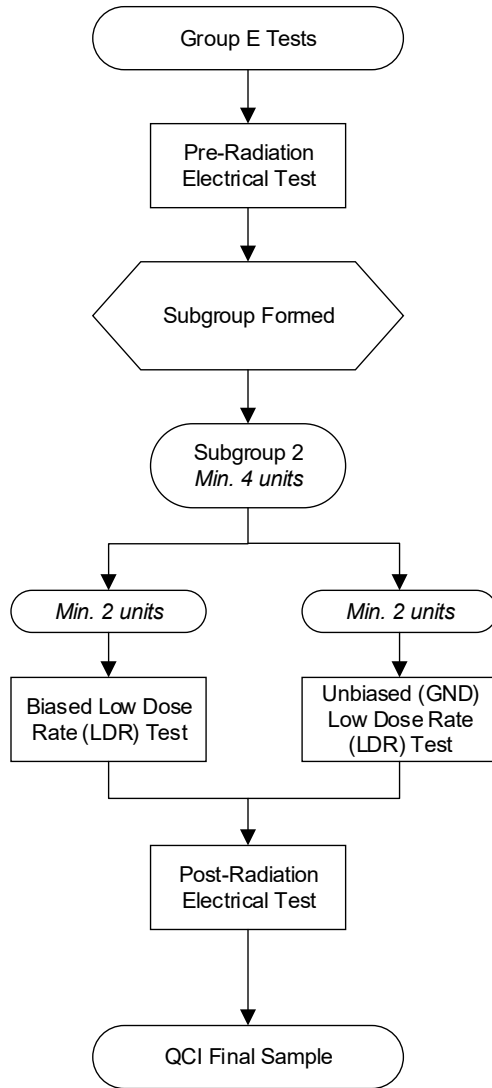 Group E Tests
Pre-Radiation
Electrical Test
Subgroup Formed
Subgroup 2
Min. 4 units
Min. 2 units
Min. 2 units
Biased Low Dose
Rate (LDR) Test
Unbiased (GND)
Low Dose Rate
(LDR) Test
Post-Radiation
Electrical Test
QCI Final Sample